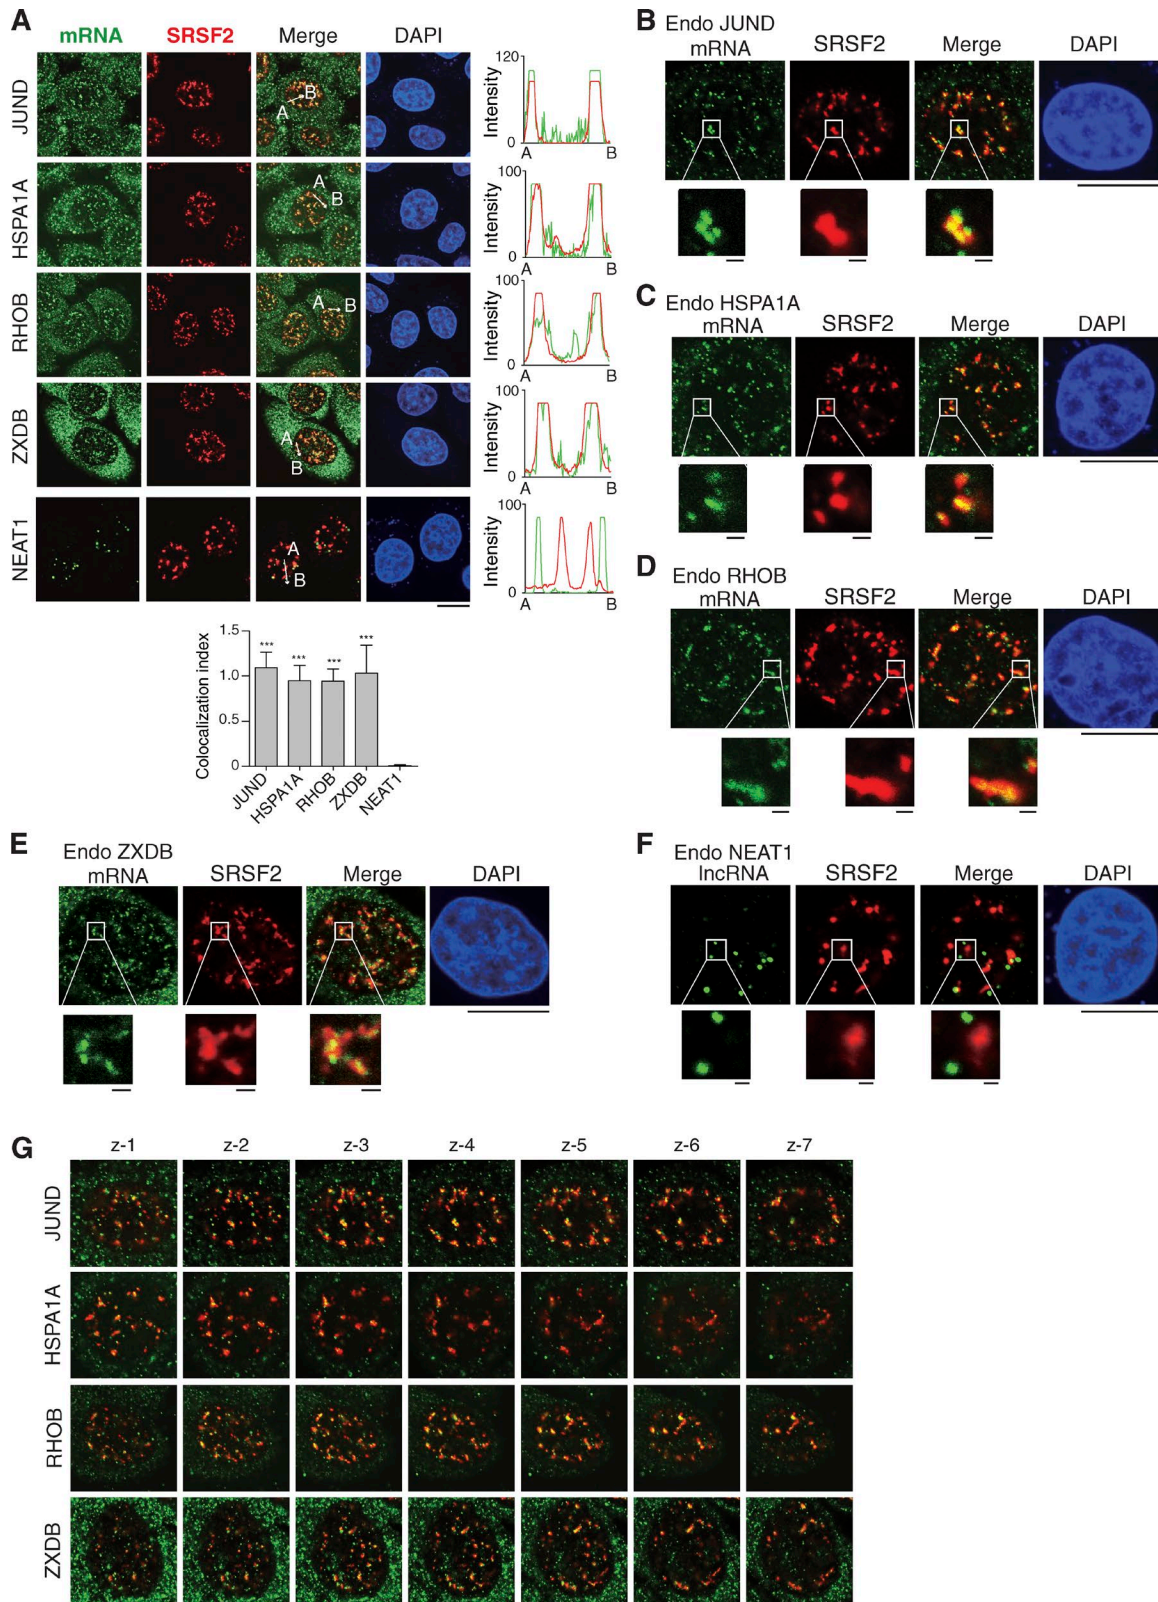 A
mRNA SRSF2 Merge DAPI
JUND
A B
Intensity
120
0
A B
HSPA1A
A B
Intensity
100
0
A B
RHOB
A B
Intensity
100
0
A B
ZXDB
A B
Intensity
100
0
A B
NEAT1
A B
Intensity
100
0
A B
Colocalization index
1.5
1.0
0.5
0
*** *** *** ***
JUND HSPA1A RHOB ZXDB NEAT1
B Endo JUND
mRNA SRSF2 Merge DAPI
C Endo HSPA1A
mRNA SRSF2 Merge DAPI
D Endo RHOB
mRNA SRSF2 Merge DAPI
E Endo ZXDB
mRNA SRSF2 Merge DAPI
F Endo NEAT1
lncRNA SRSF2 Merge DAPI
G z-1 z-2 z-3 z-4 z-5 z-6 z-7
JUND
HSPA1A
RHOB
ZXDB